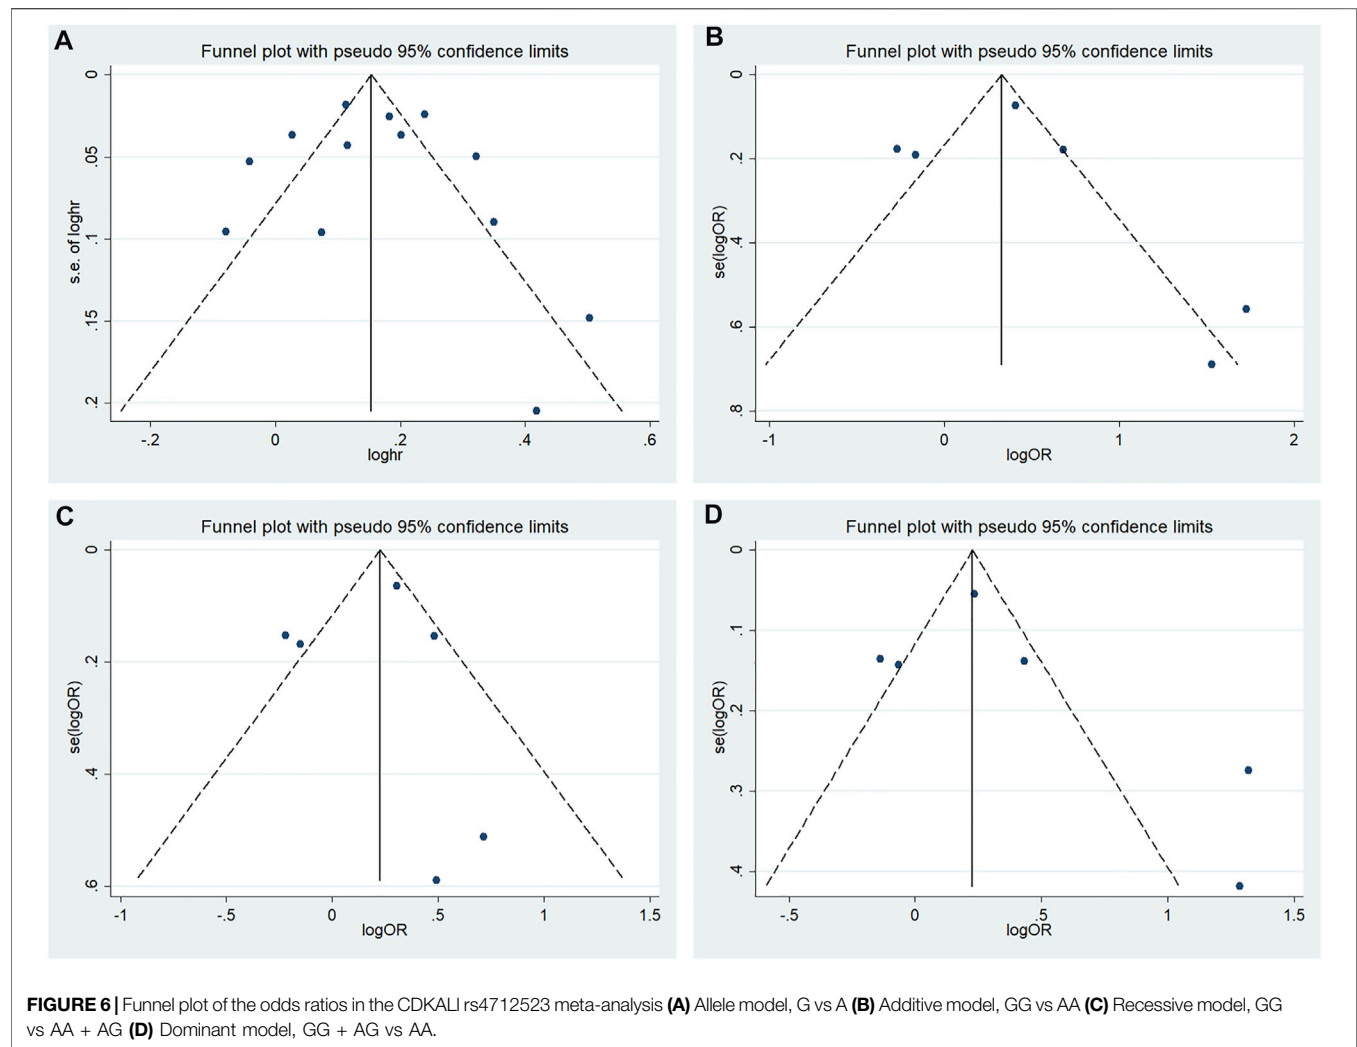 A
Funnel plot with pseudo 95% confidence limits
s.e. of loghr
0
.05
.1
.15
.2
-.2
0
.2
.4
.6
loghr
B
Funnel plot with pseudo 95% confidence limits
se(logOR)
0
.2
.4
.6
.8
-1
0
1
2
logOR
C
Funnel plot with pseudo 95% confidence limits
se(logOR)
0
.2
.4
.6
-1
-.5
0
.5
1
1.5
logOR
D
Funnel plot with pseudo 95% confidence limits
se(logOR)
0
.1
.2
.3
.4
-.5
0
.5
1
1.5
logOR
FIGURE 6 | Funnel plot of the odds ratios in the CDKALI rs4712523 meta-analysis (A) Allele model, G vs A (B) Additive model, GG vs AA (C) Recessive model, GG
vs AA + AG (D) Dominant model, GG + AG vs AA.